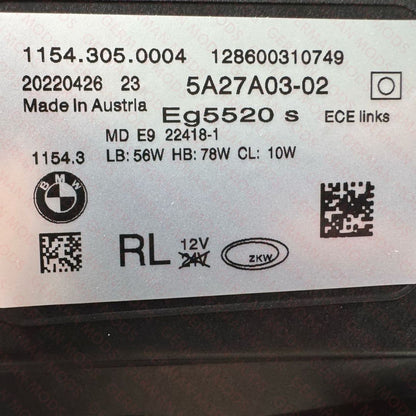 1154.305.0004 128600310749
20220426 23 5A27A03-02
Made in Austria Eg5520 s ECE links
MD E9 22418-1
1154.3 LB: 56W HB: 78W CL: 10W
BMW
RL 12V
24V
ZKW